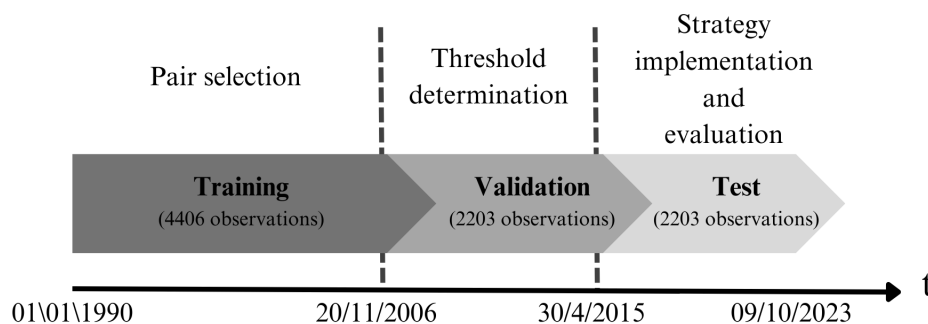 Pair selection
Threshold
determination
Strategy
implementation
and
evaluation
Training
(4406 observations)
Validation
(2203 observations)
Test
(2203 observations)
t
01\01\1990
20/11/2006
30/4/2015
09/10/2023